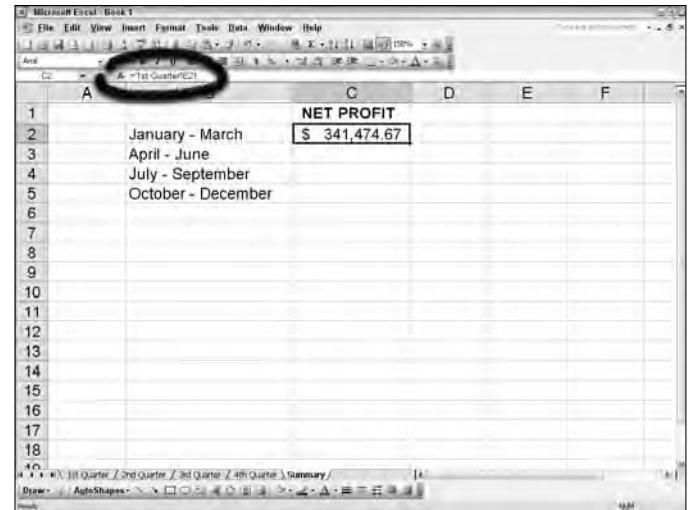 Microsoft Excel - Book 1
File Edit View Insert Format Tools Data Window Help
150%
Arial
C2 ='1st Quarter'!E21
A C D E F
1 NET PROFIT
2 January - March $ 341,474.67
3 April - June
4 July - September
5 October - December
6
7
8
9
10
11
12
13
14
15
16
17
18
19
1st Quarter / 2nd Quarter / 3rd Quarter / 4th Quarter \ Summary /
Draw AutoShapes
Ready NUM